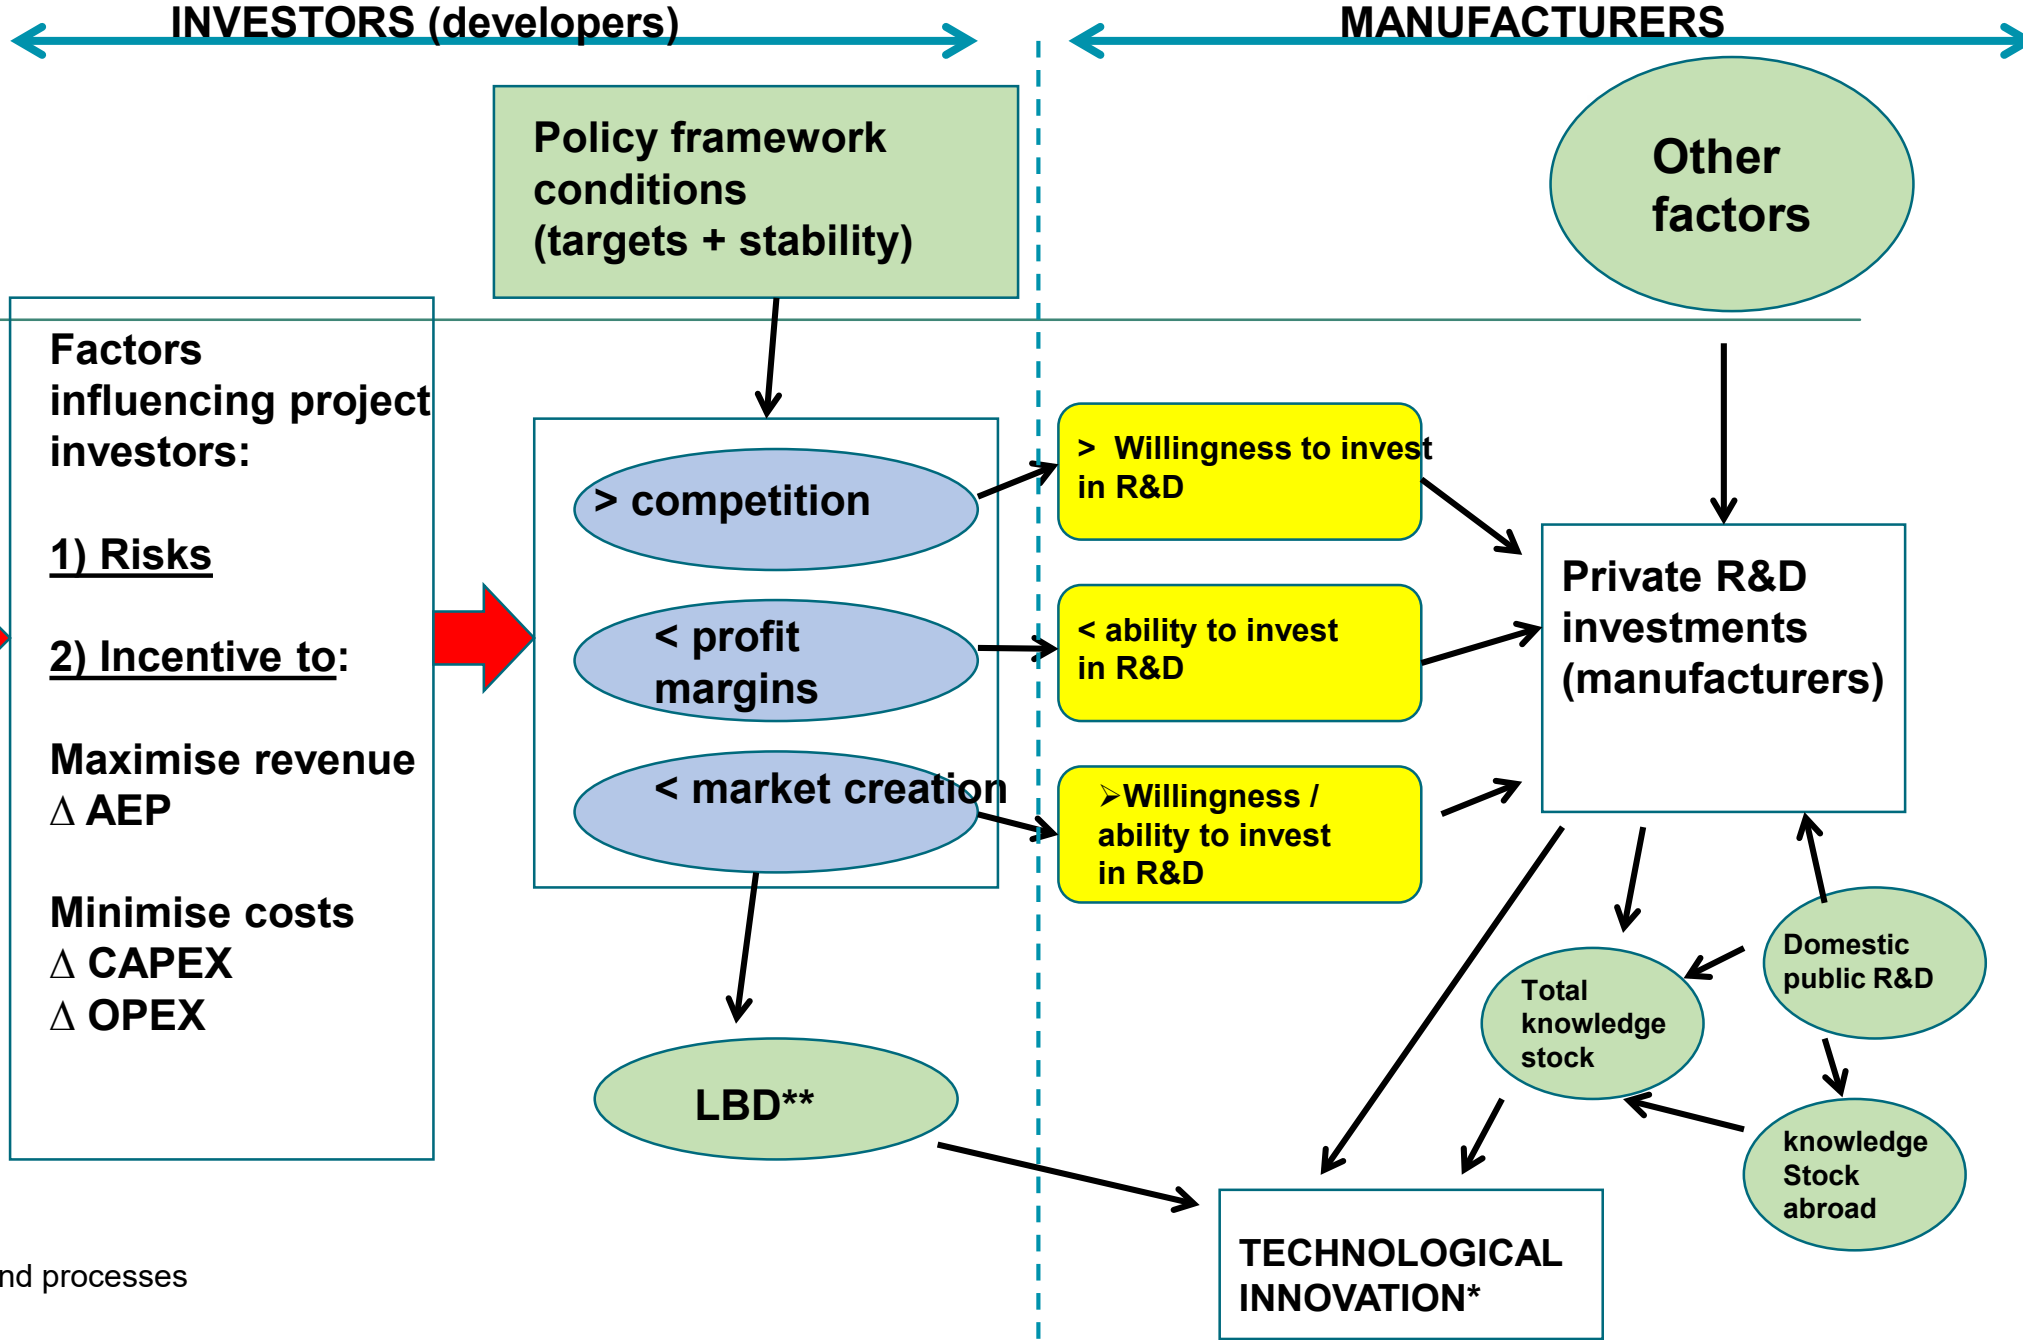 INVESTORS (developers)
MANUFACTURERS
Policy framework
conditions
(targets + stability)
Other
factors
Factors
influencing project
investors:
1) Risks
2) Incentive to:
Maximise revenue
Δ AEP
Minimise costs
Δ CAPEX
Δ OPEX
> competition
< profit
margins
< market creation
LBD**
> Willingness to invest
in R&D
< ability to invest
in R&D
➢Willingness /
ability to invest
in R&D
Private R&D
investments
(manufacturers)
Domestic
public R&D
Total
knowledge
stock
knowledge
Stock
abroad
TECHNOLOGICAL
INNOVATION*
nd processes